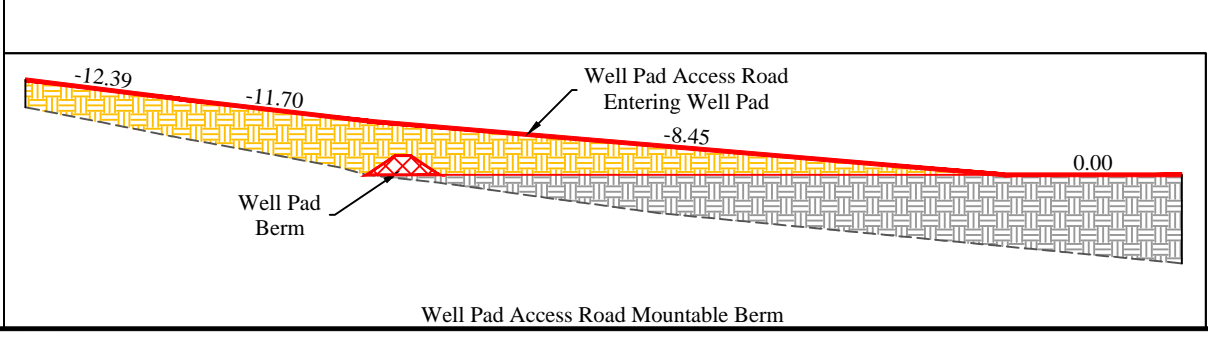 -12.39
-11.70
Well Pad Access Road
Entering Well Pad
-8.45
0.00
Well Pad
Berm
Well Pad Access Road Mountable Berm